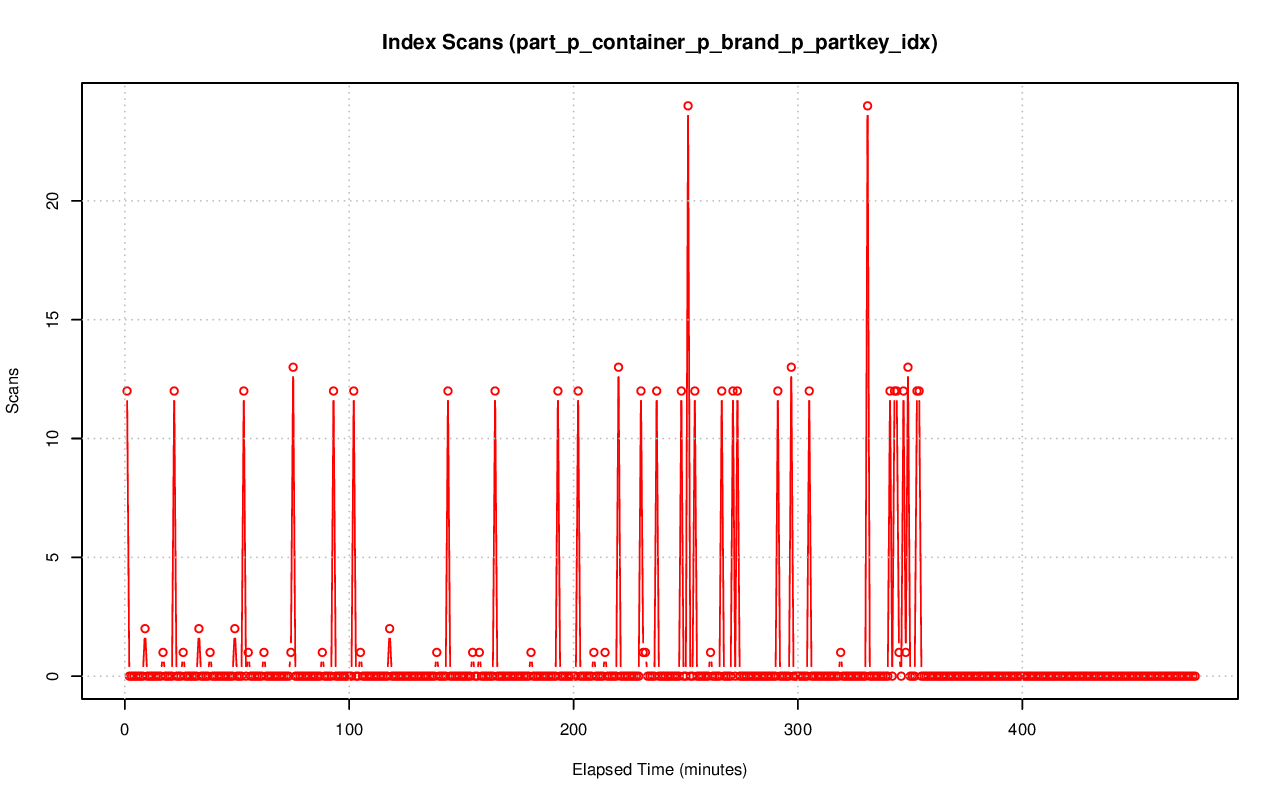 Index Scans (part_p_container_p_brand_p_partkey_idx)
Scans
20
15
10
5
0
0 100 200 300 400
Elapsed Time (minutes)